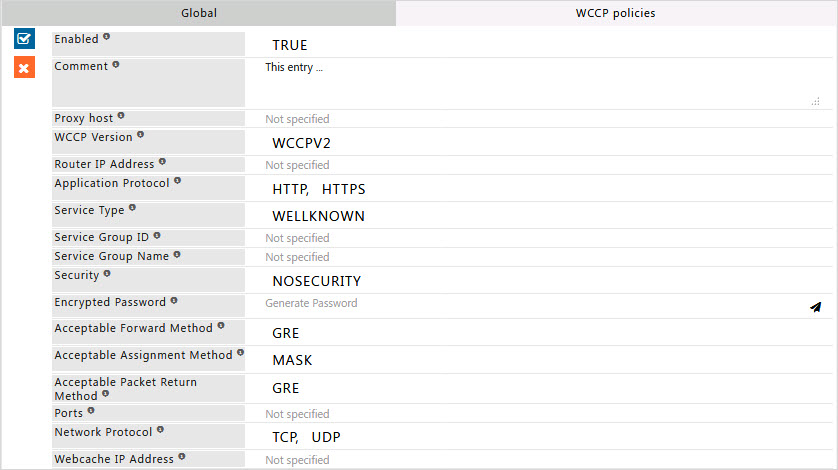 Global WCCP policies
Enabled TRUE
Comment This entry ...
Proxy host Not specified
WCCP Version WCCPV2
Router IP Address Not specified
Application Protocol HTTP, HTTPS
Service Type WELLKNOWN
Service Group ID Not specified
Service Group Name Not specified
Security NOSECURITY
Encrypted Password Generate Password
Acceptable Forward Method GRE
Acceptable Assignment Method MASK
Acceptable Packet Return
Method GRE
Ports Not specified
Network Protocol TCP, UDP
Webcache IP Address Not specified